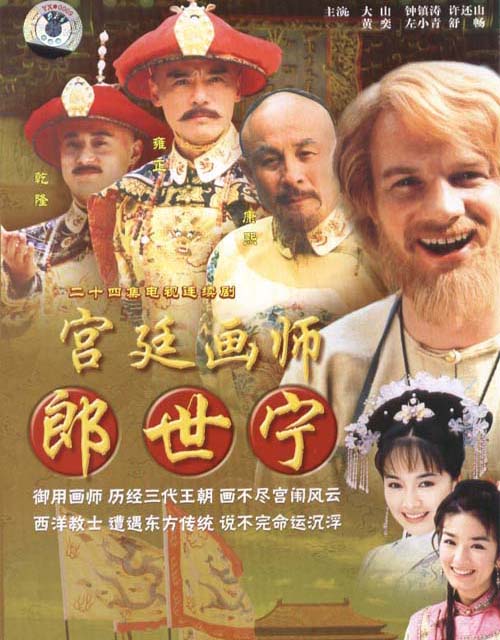 主演: 大山 钟镇涛 许还山
黄奕 左小青 舒畅
乾隆
雍正
康熙
二十四集电视连续剧
宫廷画师
郎世宁
御用画师 历经三代王朝 画不尽宫闱风云
西洋教士 遭遇东方传统 说不完命运沉浮